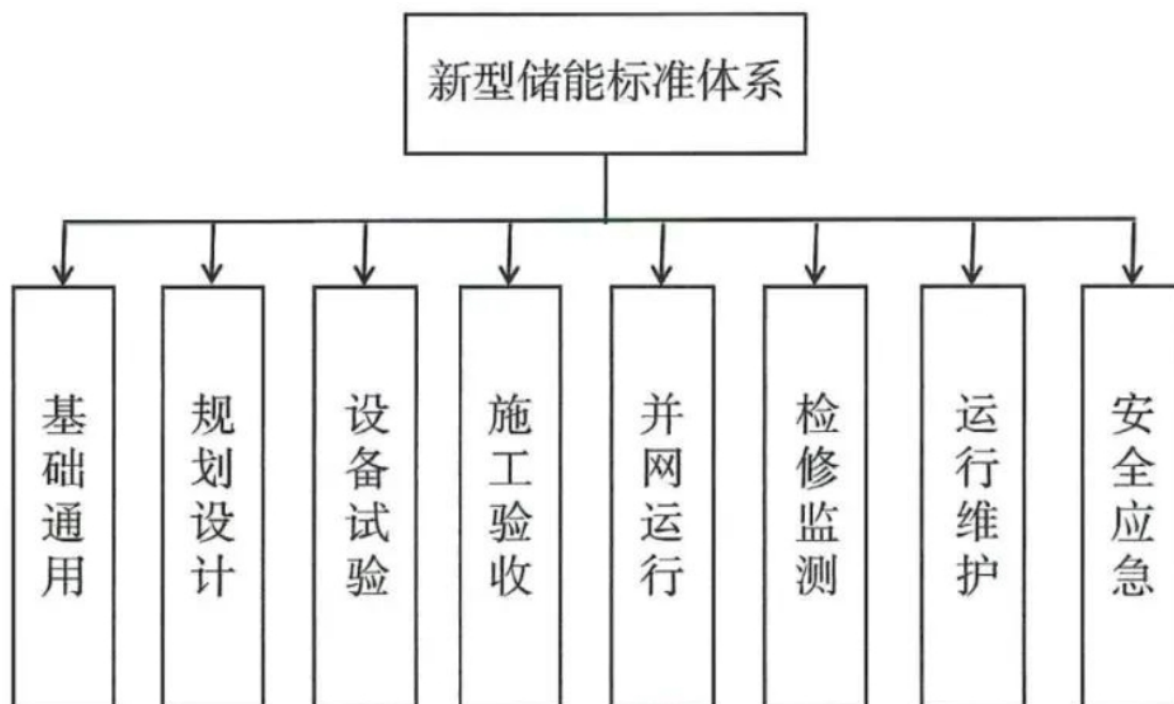 新型储能标准体系
基础通用
规划设计
设备试验
施工验收
并网运行
检修监测
运行维护
安全应急